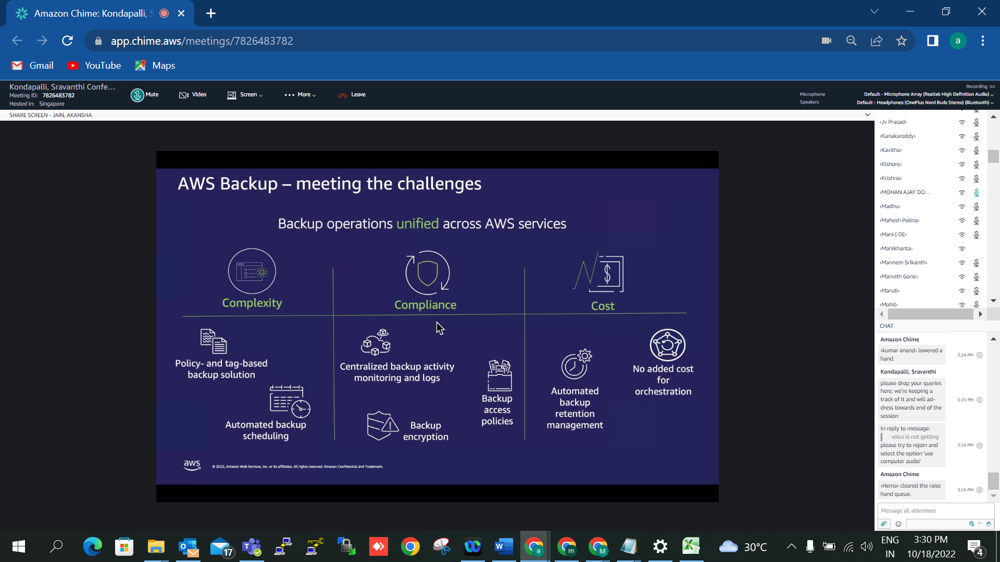 Amazon Chime: Kondapalli, S
app.chime.aws/meetings/7826483782
a
Gmail
YouTube
Maps
Kondapalli, Sravanthi Confe...
Meeting ID: 7826483782
Hosted in: Singapore
Mute
Video
Screen
More
Leave
Recording
Microphone
Default - Microphone Array (Realtek High Definition Audio)
Speakers
Default - Headphones (OnePlus Nord Buds Stereo) (Bluetooth)
SHARE SCREEN - JAIN, AKANSHA
AWS Backup – meeting the challenges
Backup operations unified across AWS services
Complexity
Compliance
Cost
Policy- and tag-based
backup solution
Automated backup
scheduling
Centralized backup activity
monitoring and logs
Backup
encryption
Backup
access
policies
Automated
backup
retention
management
No added cost
for
orchestration
aws
© 2022, Amazon Web Services, Inc. or its affiliates. All rights reserved. Amazon Confidential and Trademark.
‹Jv Prasad›
‹Kanakareddy›
‹Kavitha›
‹Kishore›
‹Krishna›
‹MOHAN AJAY DO...
‹Madhu›
‹Mahesh Polina›
‹Mani | DE›
‹Manikhanta›
‹Mannem Srikanth›
‹Manvith Gone›
‹Maruti›
‹Mohit›
CHAT
Amazon Chime
‹kumar anand› lowered a
hand.
3:24 PM
Kondapalli, Sravanthi
please drop your queries
here; we're keeping a
track of it and will ad-
dress towards end of the
session
3:25 PM
In reply to message:
voice is not getting
please try to rejoin and
select the option 'use
computer audio'
3:26 PM
Amazon Chime
‹Hema› cleared the raise
hand queue.
3:26 PM
Message all attendees
17
a
m
M
30°C
ENG
IN
3:30 PM
10/18/2022
4